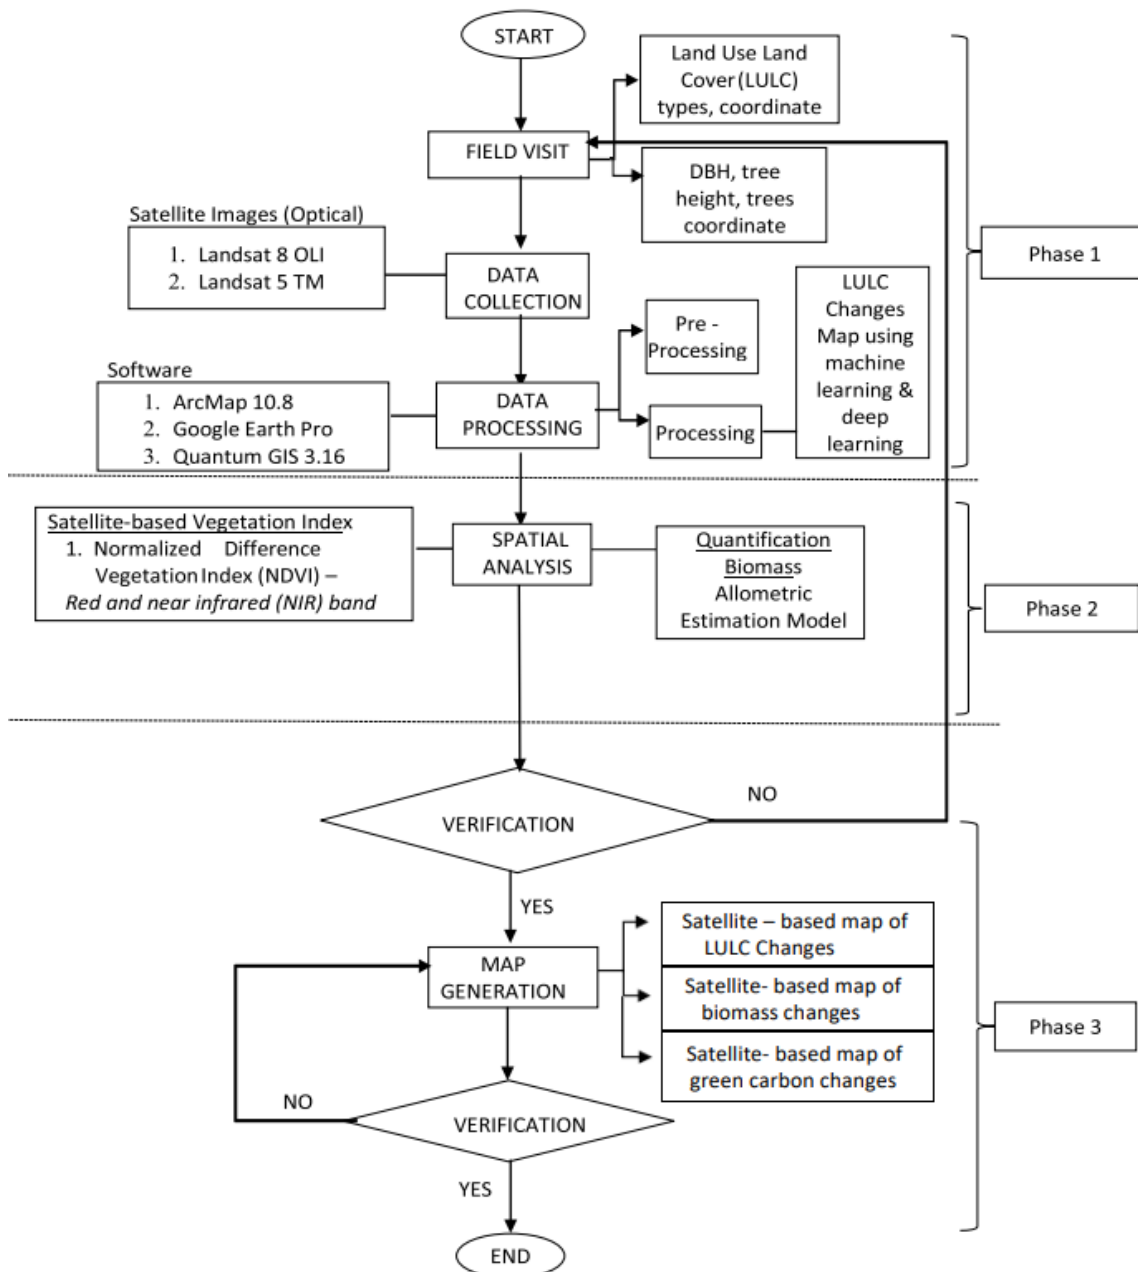 START
Land Use Land
Cover (LULC)
types, coordinate
FIELD VISIT
DBH, tree
height, trees
coordinate
Phase 1
Satellite Images (Optical)
1. Landsat 8 OLI
2. Landsat 5 TM
DATA
COLLECTION
LULC
Changes
Map using
machine
learning &
deep
learning
Pre -
Processing
Software
1. ArcMap 10.8
2. Google Earth Pro
3. Quantum GIS 3.16
DATA
PROCESSING
Processing
Satellite-based Vegetation Index
1. Normalized Difference
Vegetation Index (NDVI) –
Red and near infrared (NIR) band
SPATIAL
ANALYSIS
Quantification
Biomass
Allometric
Estimation Model
Phase 2
VERIFICATION
NO
YES
MAP
GENERATION
Satellite – based map of
LULC Changes
Satellite- based map of
biomass changes
Satellite- based map of
green carbon changes
Phase 3
NO
VERIFICATION
YES
END